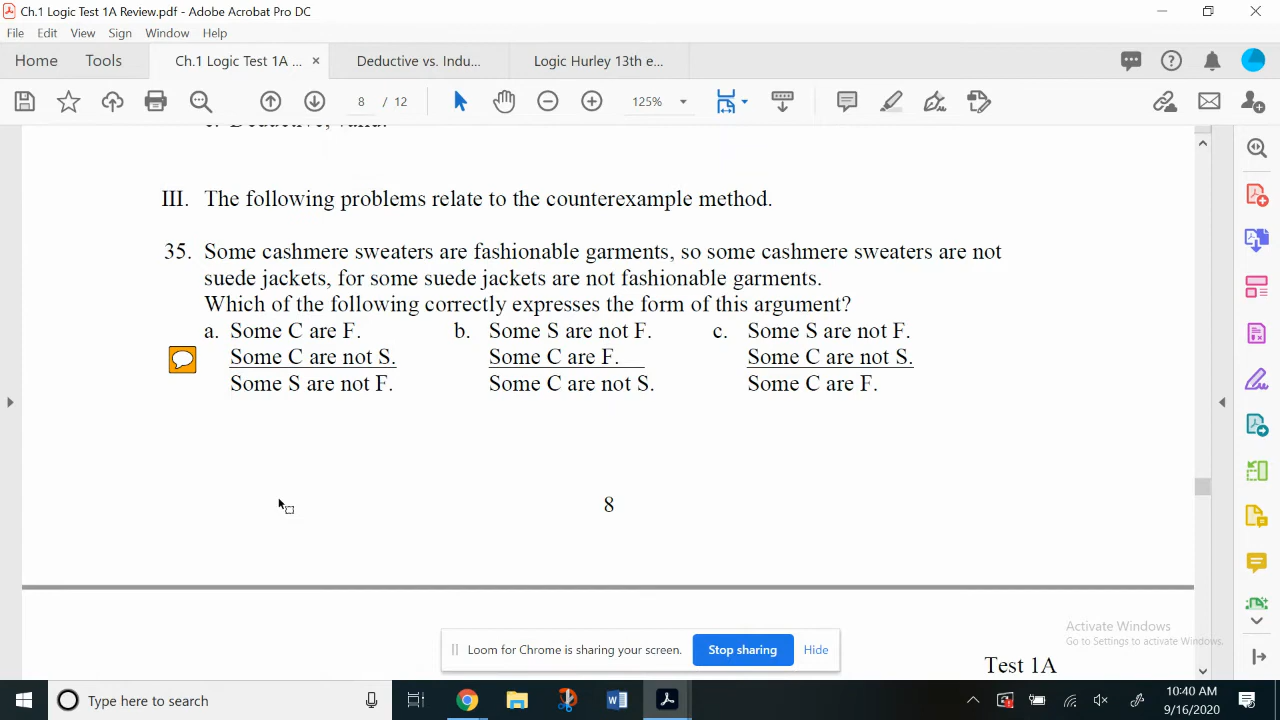 Ch.1 Logic Test 1A Review.pdf - Adobe Acrobat Pro DC
File Edit View Sign Window Help
Home Tools Ch.1 Logic Test 1A ... × Deductive vs. Indu... Logic Hurley 13th e...
8 / 12 125%
III. The following problems relate to the counterexample method.
35. Some cashmere sweaters are fashionable garments, so some cashmere sweaters are not
suede jackets, for some suede jackets are not fashionable garments.
Which of the following correctly expresses the form of this argument?
a. Some C are F. b. Some S are not F. c. Some S are not F.
Some C are not S. Some C are F. Some C are not S.
Some S are not F. Some C are not S. Some C are F.
8
Activate Windows
Go to Settings to activate Windows.
Loom for Chrome is sharing your screen. Stop sharing Hide
Test 1A
Type here to search
10:40 AM
9/16/2020